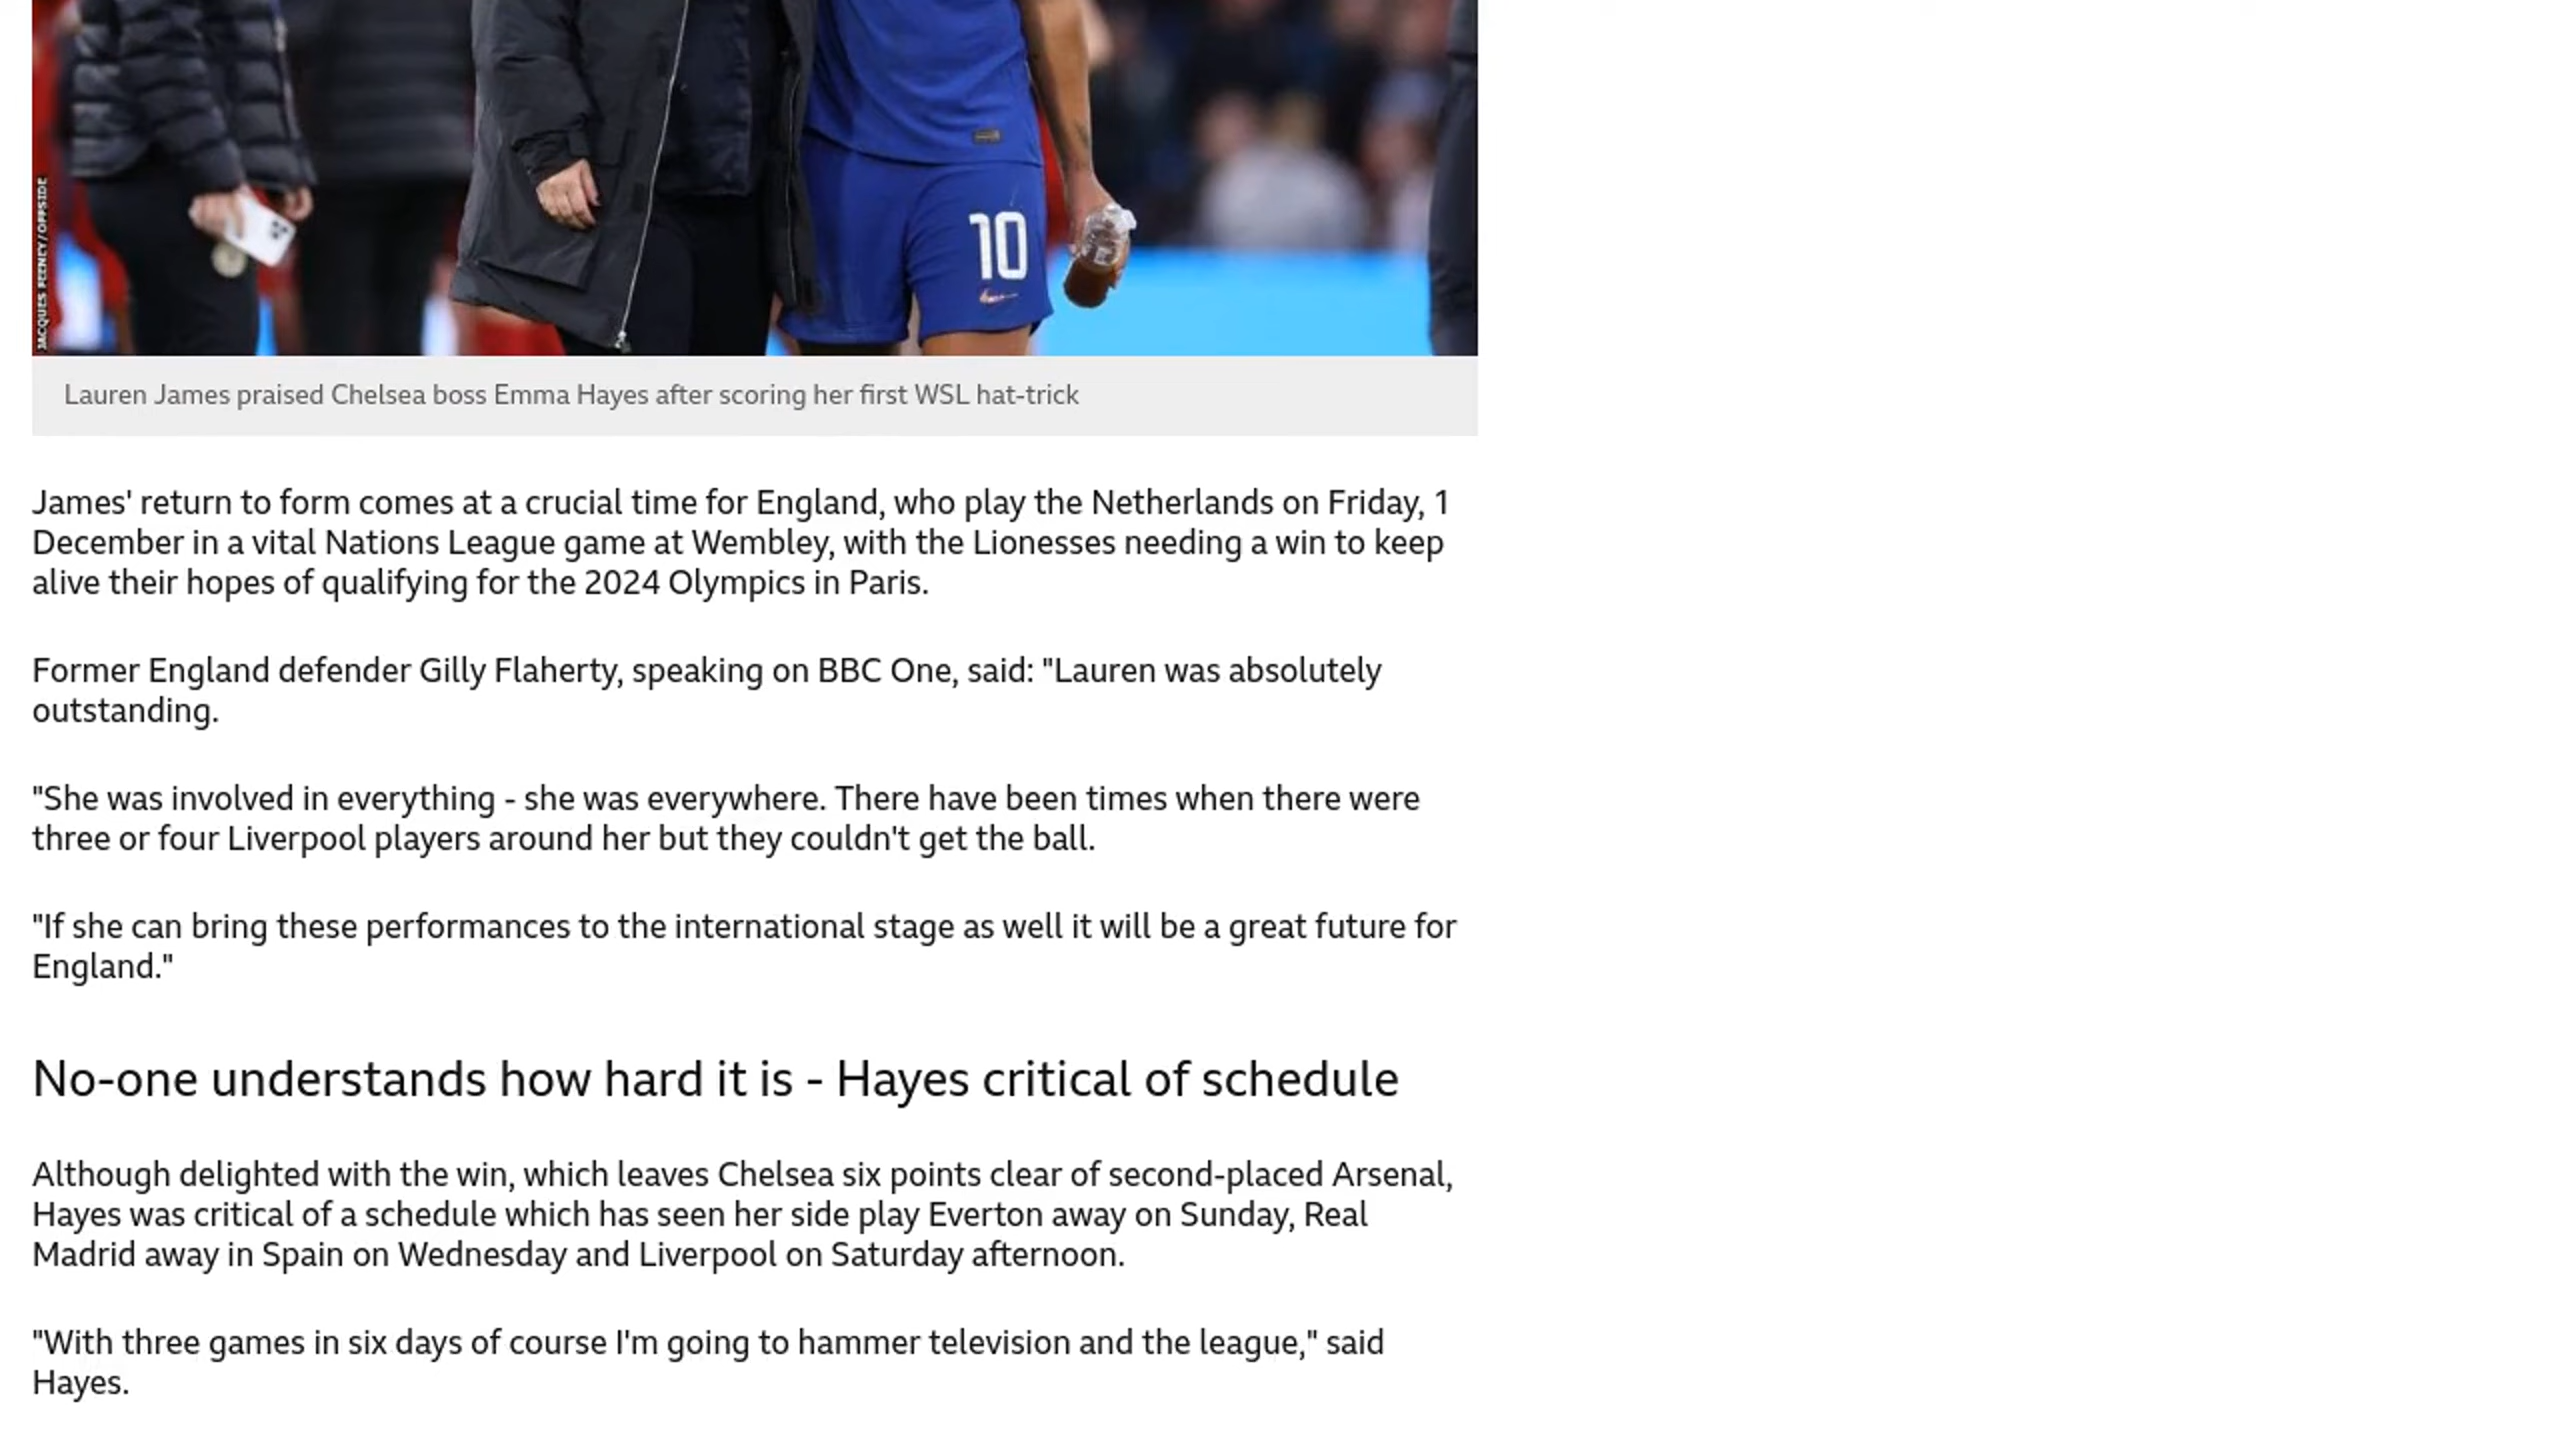 JACQUES FEENEY/OFFSIDE
10
Lauren James praised Chelsea boss Emma Hayes after scoring her first WSL hat-trick
James' return to form comes at a crucial time for England, who play the Netherlands on Friday, 1
December in a vital Nations League game at Wembley, with the Lionesses needing a win to keep
alive their hopes of qualifying for the 2024 Olympics in Paris.
Former England defender Gilly Flaherty, speaking on BBC One, said: "Lauren was absolutely
outstanding.
"She was involved in everything - she was everywhere. There have been times when there were
three or four Liverpool players around her but they couldn't get the ball.
"If she can bring these performances to the international stage as well it will be a great future for
England."
No-one understands how hard it is - Hayes critical of schedule
Although delighted with the win, which leaves Chelsea six points clear of second-placed Arsenal,
Hayes was critical of a schedule which has seen her side play Everton away on Sunday, Real
Madrid away in Spain on Wednesday and Liverpool on Saturday afternoon.
"With three games in six days of course I'm going to hammer television and the league," said
Hayes.